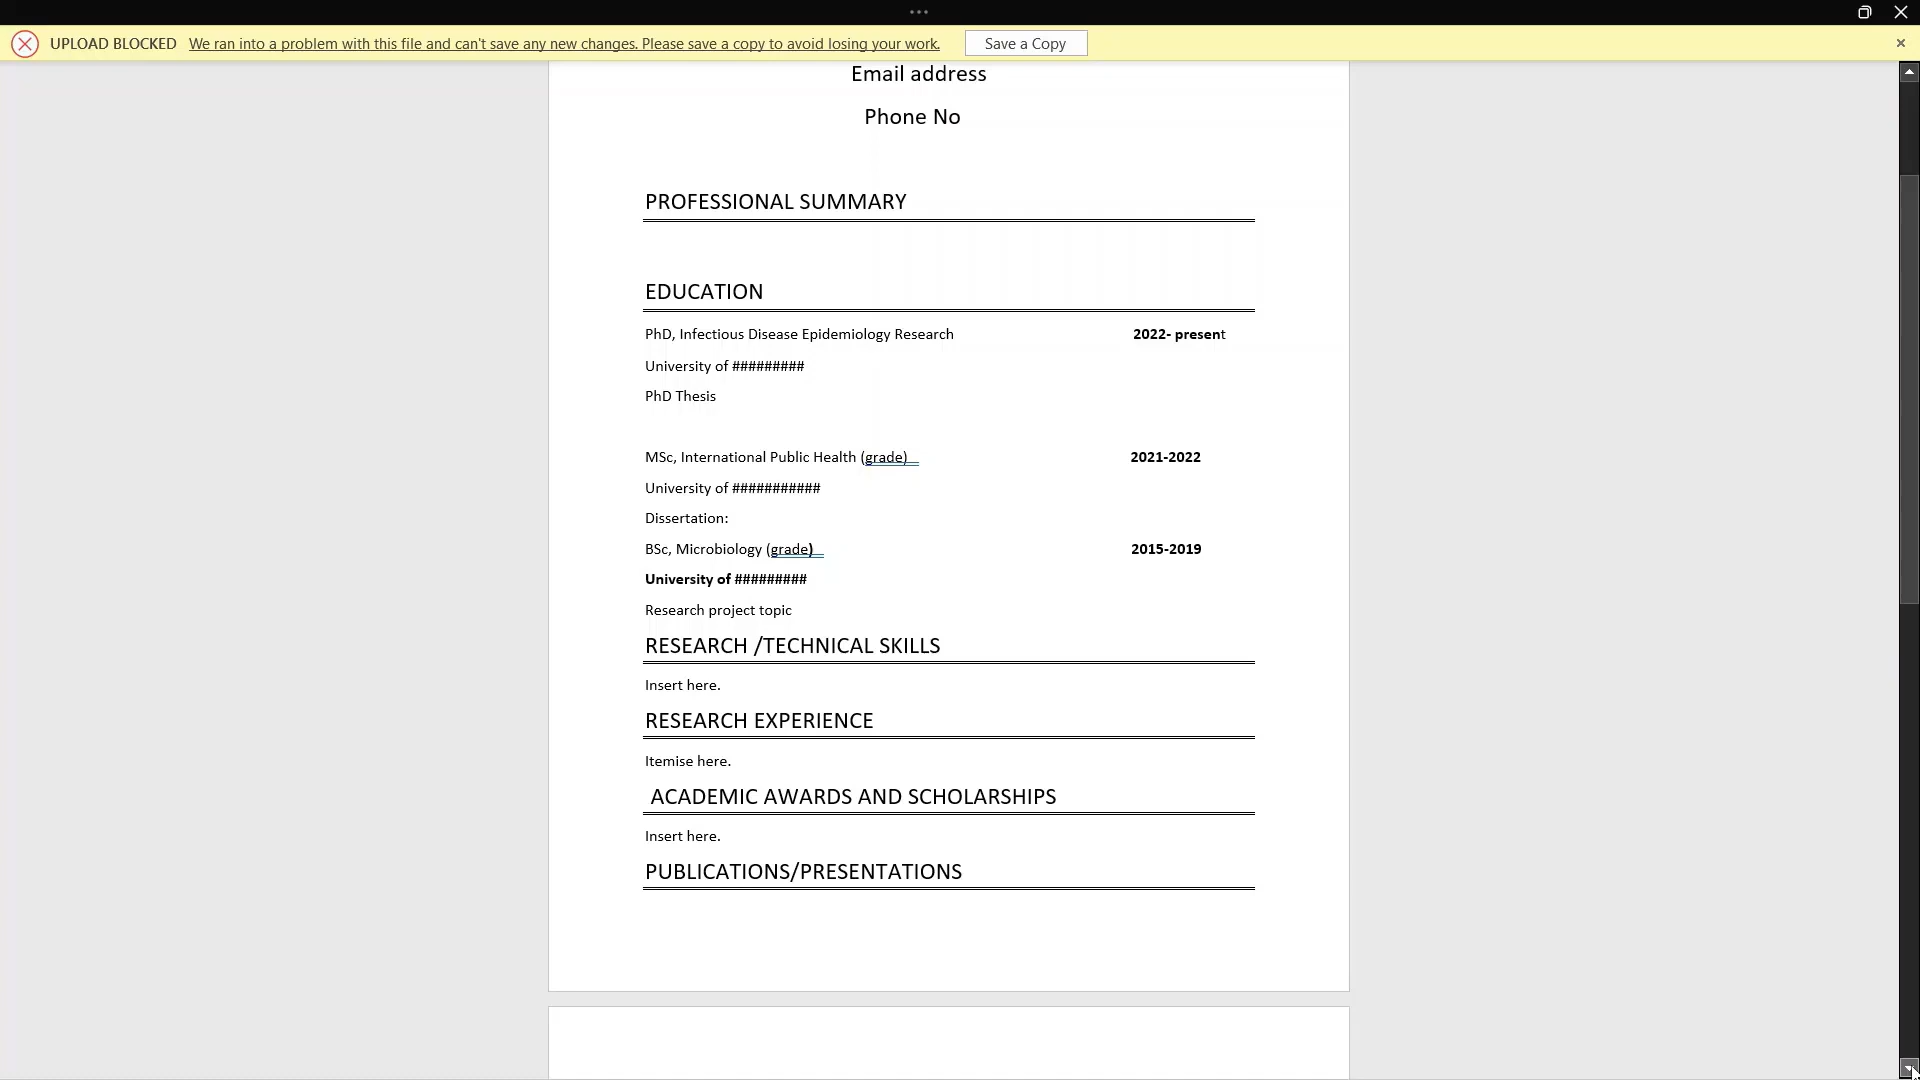 UPLOAD BLOCKED We ran into a problem with this file and can't save any new changes. Please save a copy to avoid losing your work. Save a Copy
Email address
Phone No
PROFESSIONAL SUMMARY
EDUCATION
PhD, Infectious Disease Epidemiology Research 2022- present
University of #########
PhD Thesis
MSc, International Public Health (grade) 2021-2022
University of ###########
Dissertation:
BSc, Microbiology (grade) 2015-2019
University of #########
Research project topic
RESEARCH /TECHNICAL SKILLS
Insert here.
RESEARCH EXPERIENCE
Itemise here.
ACADEMIC AWARDS AND SCHOLARSHIPS
Insert here.
PUBLICATIONS/PRESENTATIONS